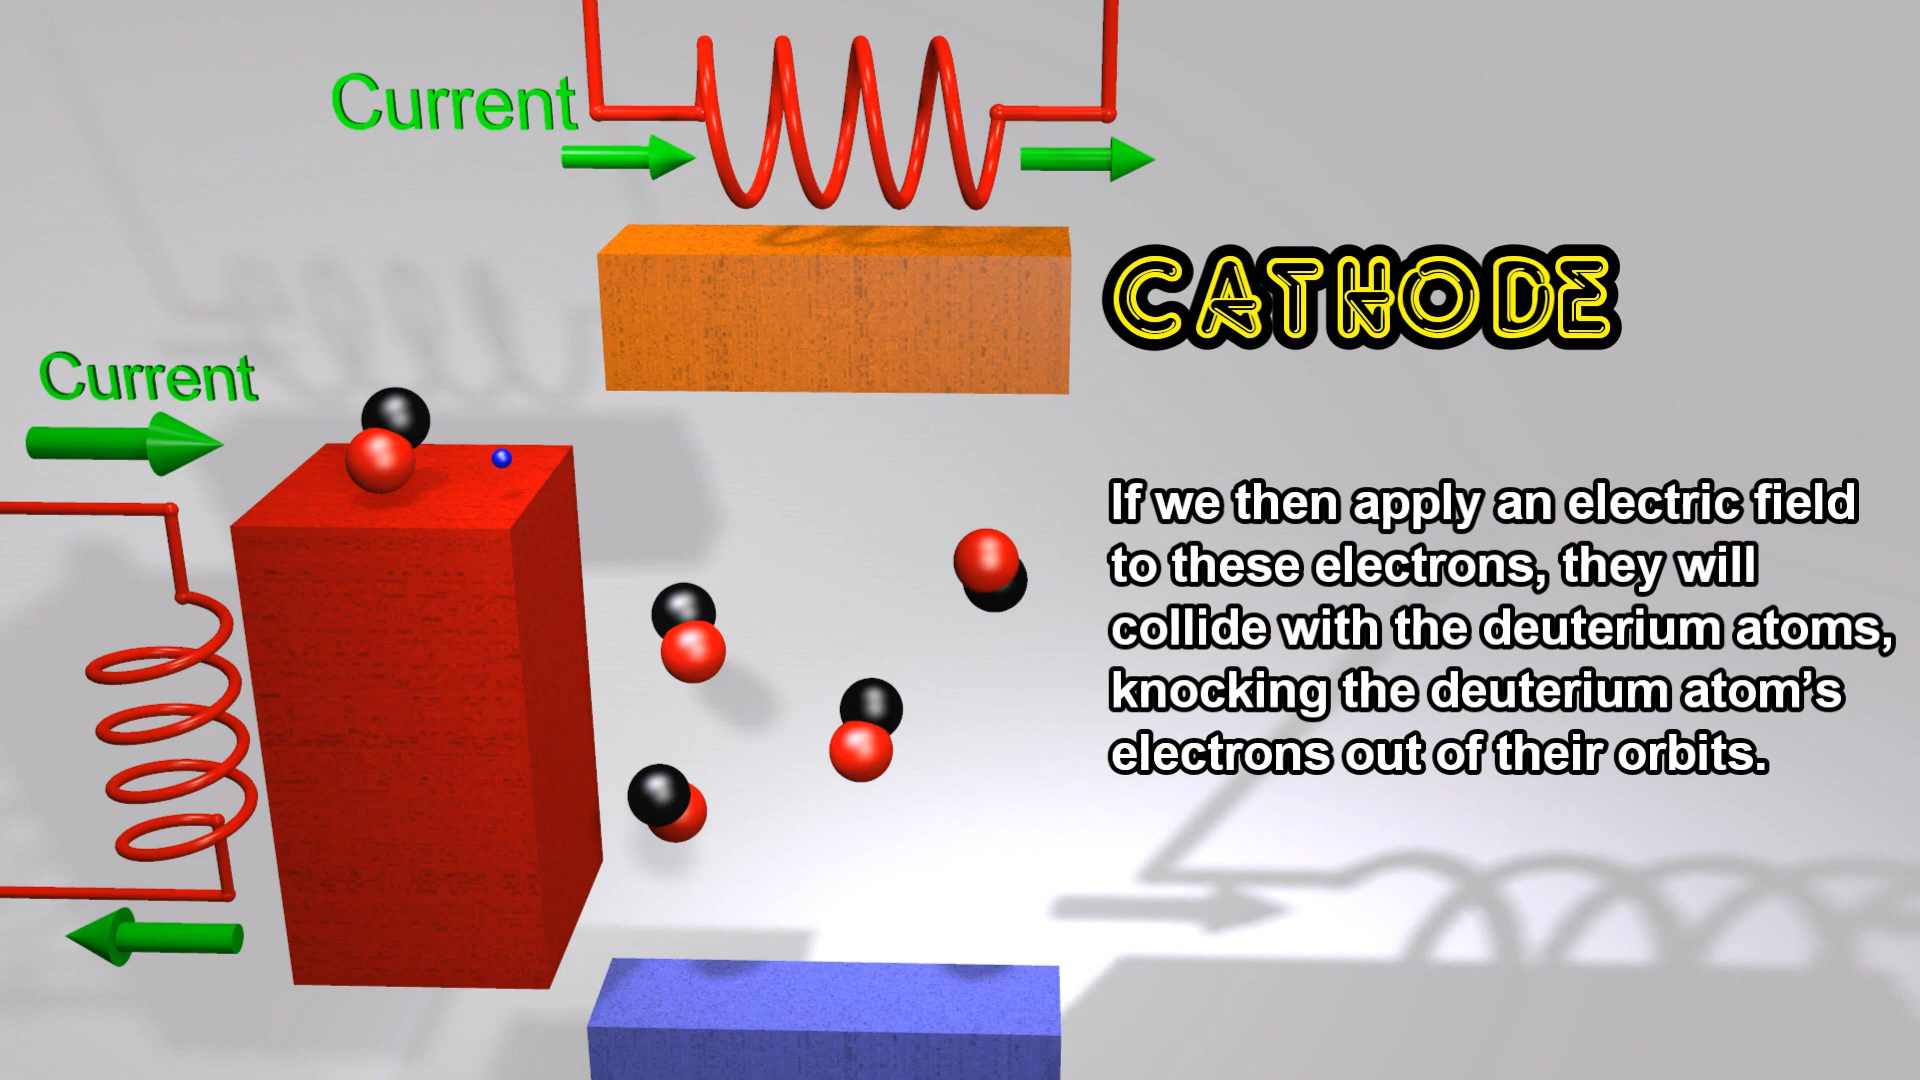 Current
CATHODE
Current
If we then apply an electric field
to these electrons, they will
collide with the deuterium atoms,
knocking the deuterium atom’s
electrons out of their orbits.